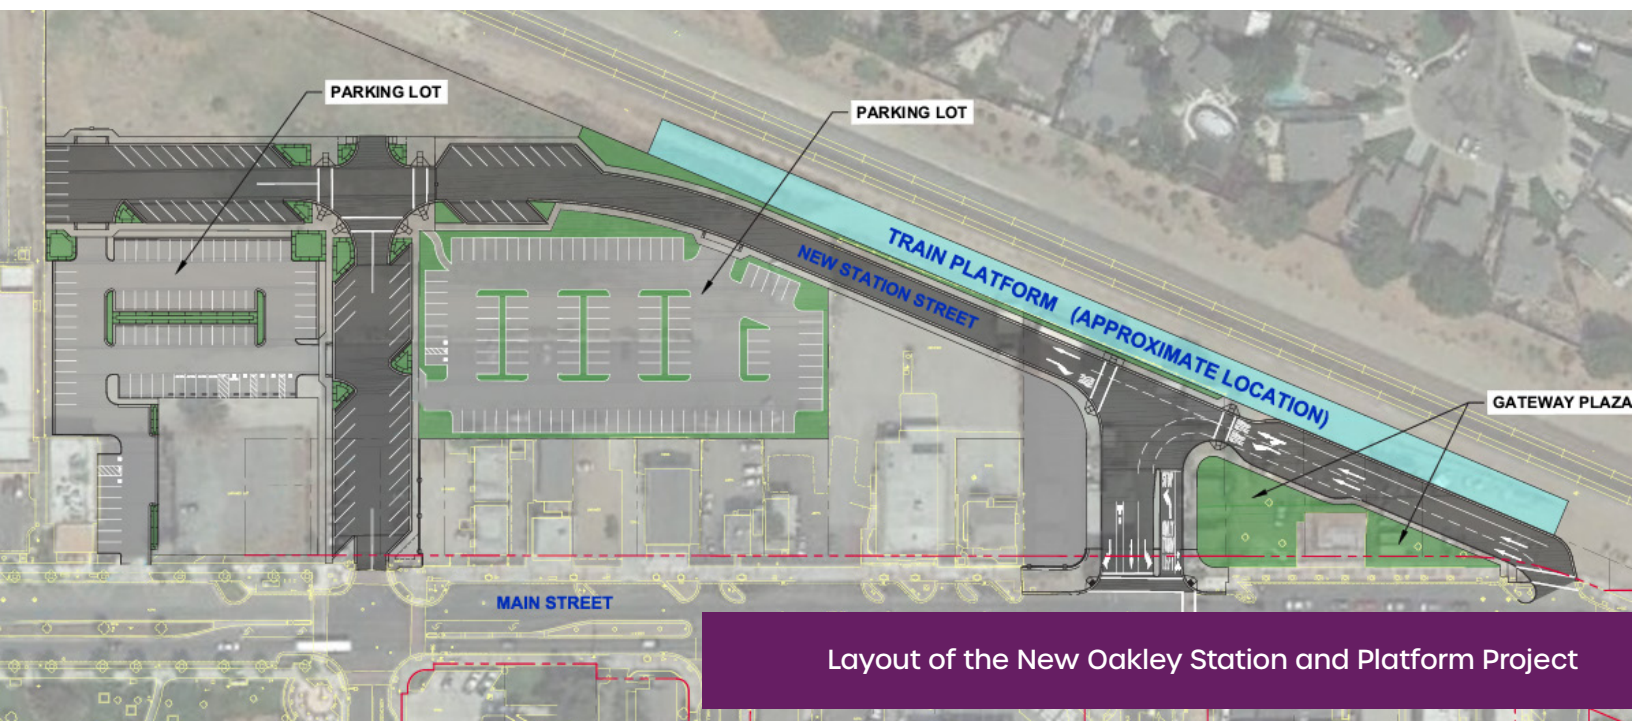 PARKING LOT
PARKING LOT
TRAIN PLATFORM (APPROXIMATE LOCATION)
NEW STATION STREET
GATEWAY PLAZA
MAIN STREET
Layout of the New Oakley Station and Platform Project